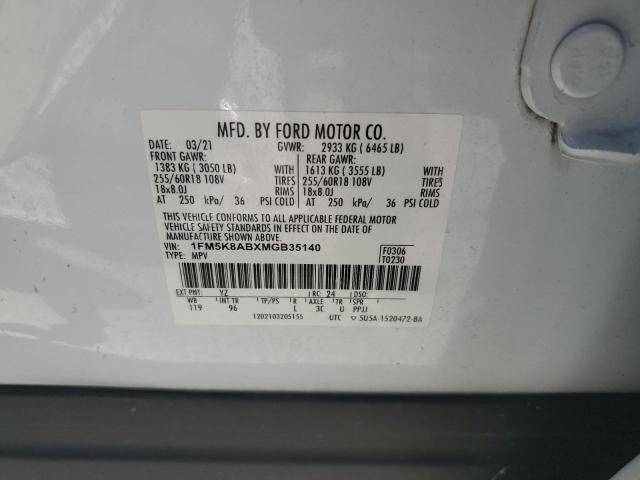 MFD. BY FORD MOTOR CO.
DATE: 03/21 GVWR: 2933 KG ( 6465 LB)
FRONT GAWR: REAR GAWR:
1383 KG ( 3050 LB) WITH 1613 KG ( 3555 LB) WITH
255/60R18 108V TIRES 255/60R18 108V TIRES
18x8.0J RIMS 18x8.0J RIMS
AT 250 kPa/ 36 PSI COLD AT 250 kPa/ 36 PSI COLD
THIS VEHICLE CONFORMS TO ALL APPLICABLE FEDERAL MOTOR
VEHICLE SAFETY STANDARDS IN EFFECT ON THE DATE OF
MANUFACTURE SHOWN ABOVE.
VIN: 1FM5K8ABXMGB35140 F0306
TYPE: MPV T0230
EXT PNT: YZ RC: 24 DSO:
WB INT TR TP/PS R AXLE TR SPR
119 96 L 3C U PPJJ
1202103205155 UTC ▽ 5U5A-1520472-BA